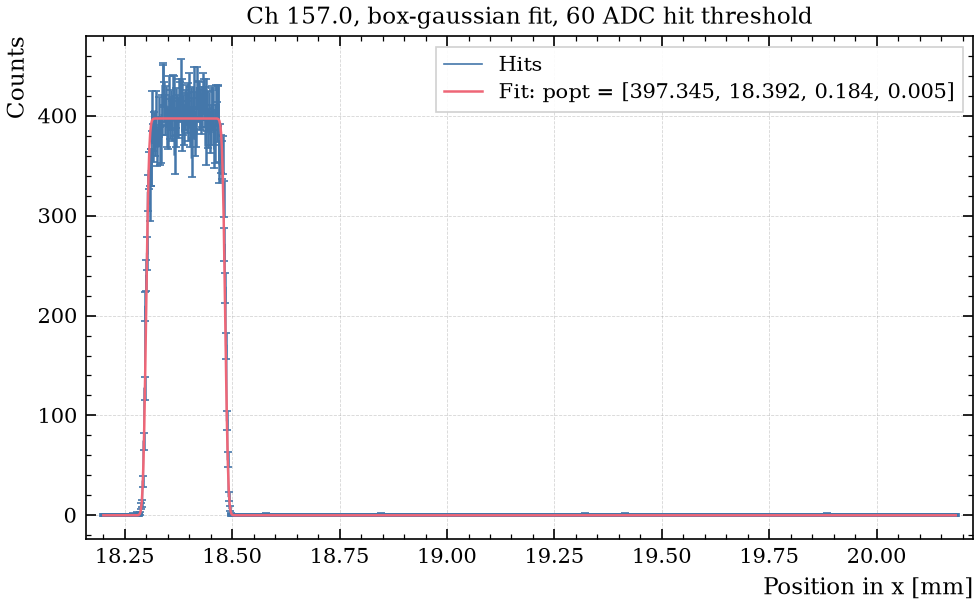 Ch 157.0, box-gaussian fit, 60 ADC hit threshold
Counts
Hits
Fit: popt = [397.345, 18.392, 0.184, 0.005]
400
300
200
100
0
18.25 18.50 18.75 19.00 19.25 19.50 19.75 20.00
Position in x [mm]